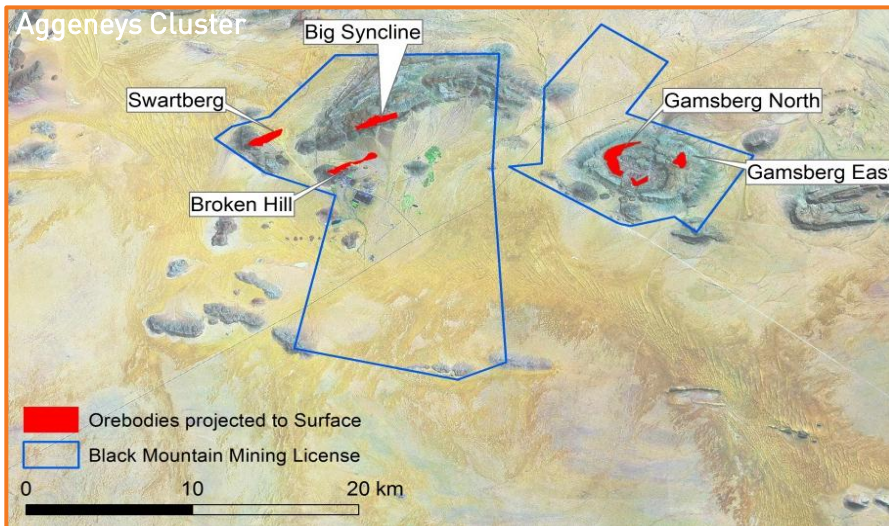 Aggeneys Cluster
Big Syncline
Swartberg
Gamsberg North
Gamsberg East
Broken Hill
Orebodies projected to Surface
Black Mountain Mining License
0 10 20 km